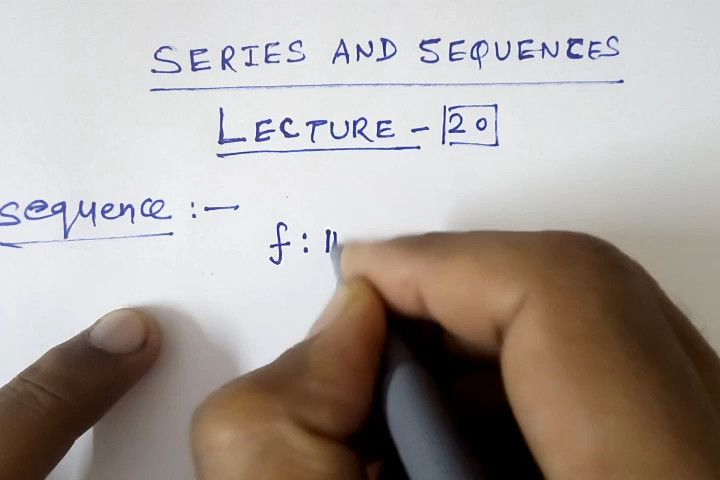 SERIES AND SEQUENCES
LECTURE - 20
sequence :-
f :